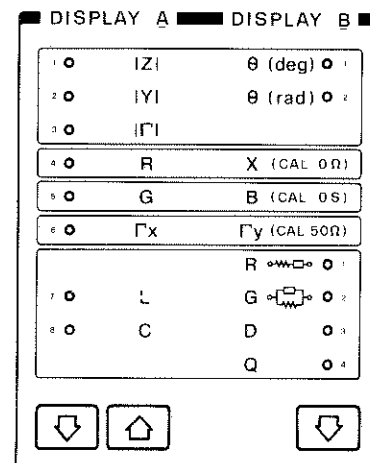 DISPLAY A DISPLAY B
1 |Z| θ (deg) 1
2 |Y| θ (rad) 2
3 |Γ|
4 R X (CAL 0Ω)
5 G B (CAL 0S)
6 Γx Γy (CAL 50Ω)
R 1
7 L G 2
8 C D 3
Q 4